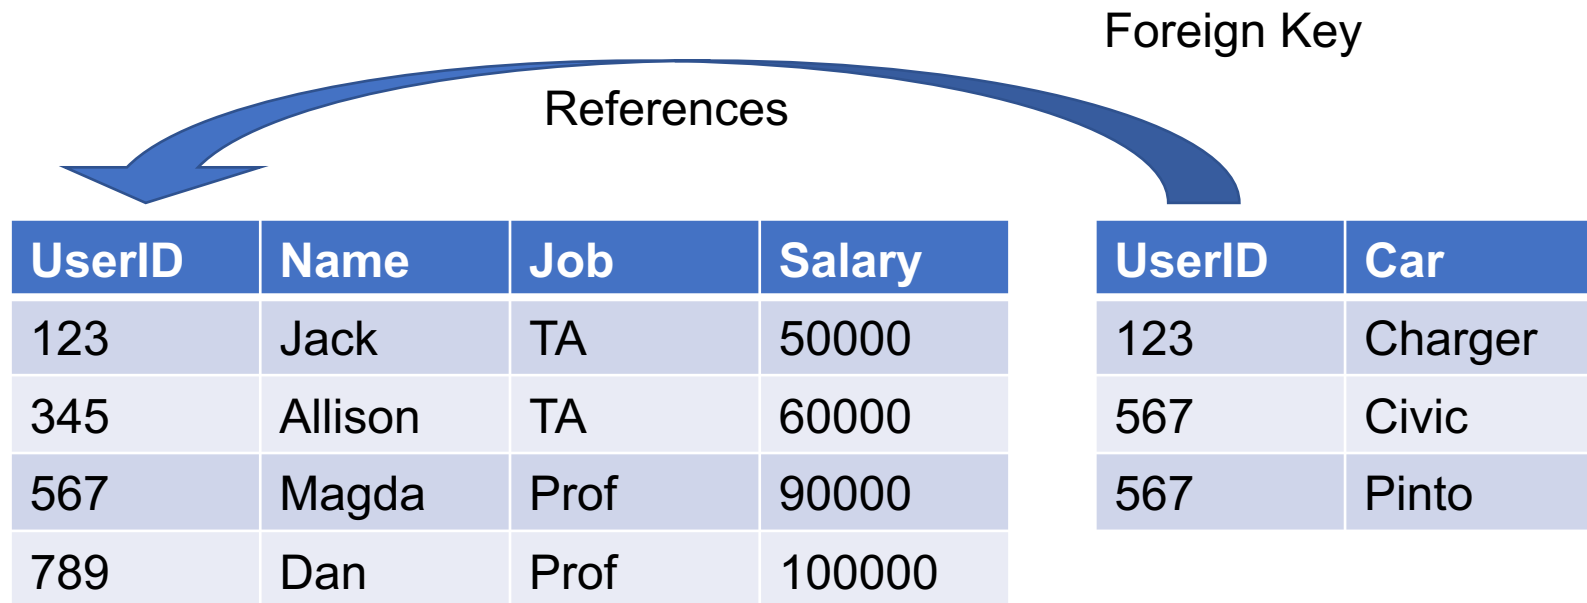 Foreign Key
References
UserID Name Job Salary UserID Car
123 Jack TA 50000 123 Charger
345 Allison TA 60000 567 Civic
567 Magda Prof 90000 567 Pinto
789 Dan Prof 100000